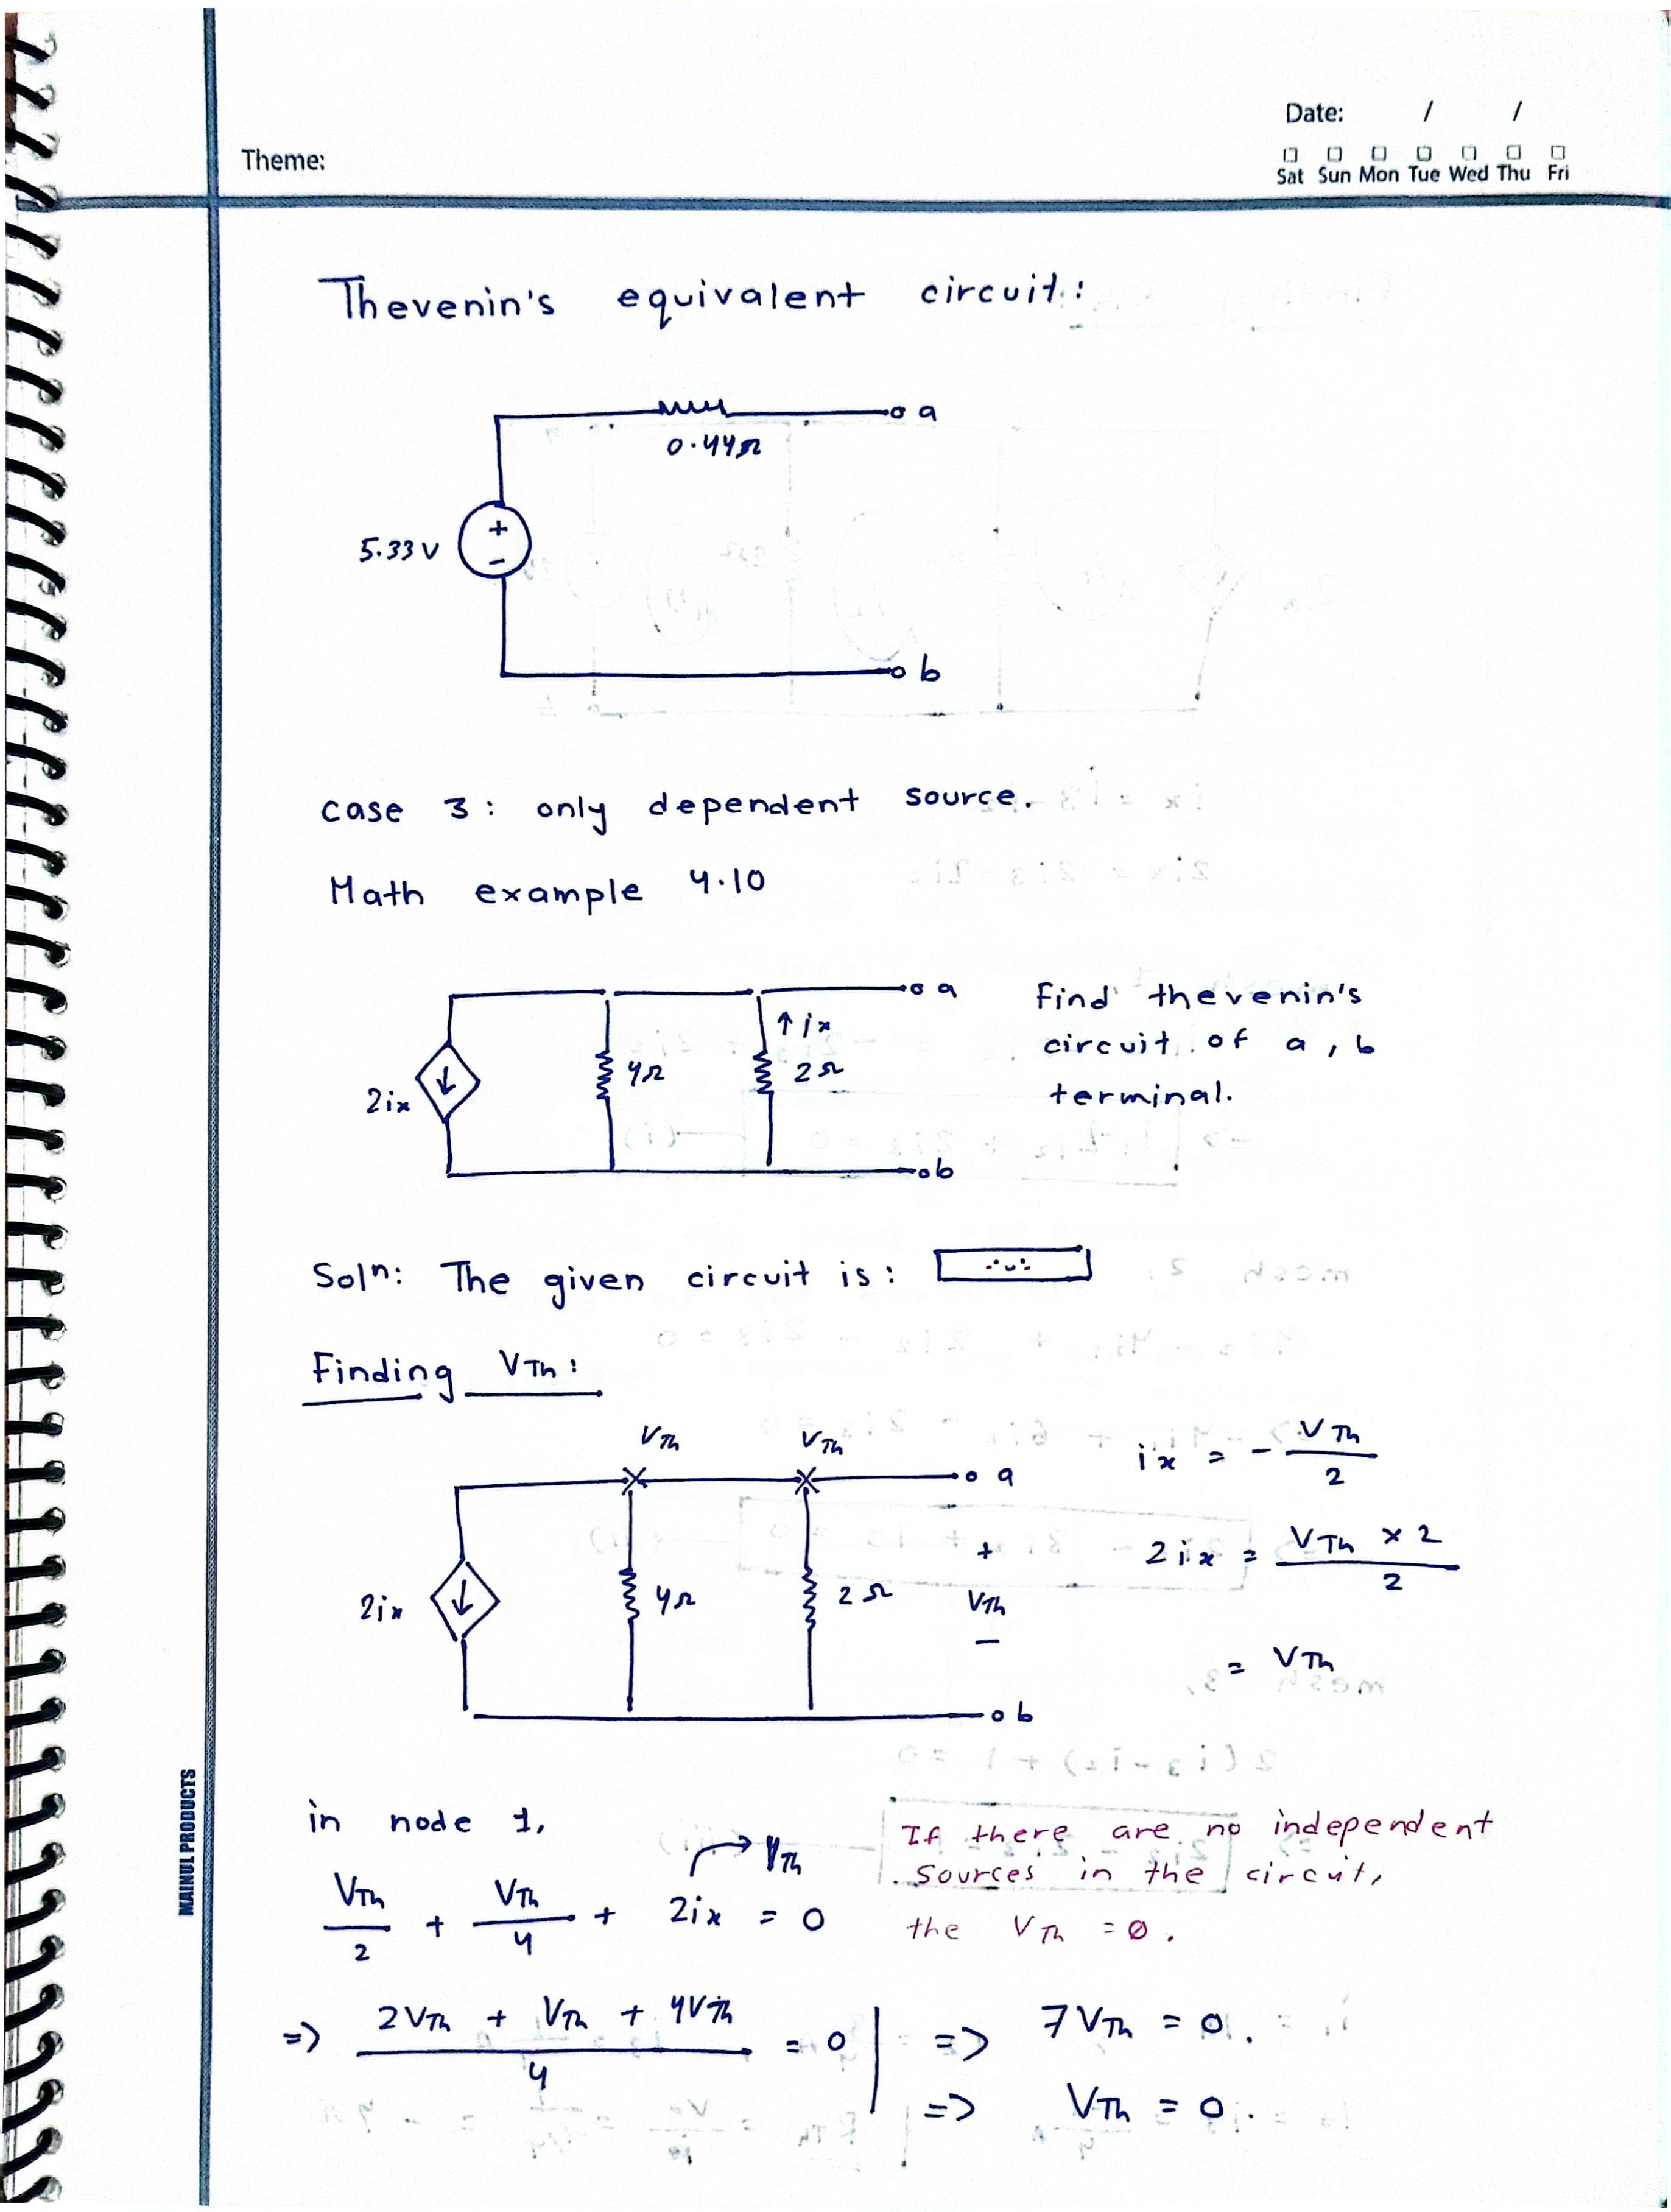 Date: / /
Sat Sun Mon Tue Wed Thu Fri
Theme:
Thevenin's equivalent circuit:
a
0.44Ω
5.33 V
+
-
b
case 3: only dependent source.
Math example 4.10
a
Find thevenin's
↑ ix
circuit of a, b
4Ω
2Ω
2ix
terminal.
b
Solⁿ: The given circuit is:
Finding VTh:
VTh
VTh
a
ix = - VTh / 2
+
2ix = VTh × 2 / 2
2ix
4Ω
2Ω
VTh
-
= VTh
b
in node 1,
→ VTh
If there are no independent
sources in the circuit,
the VTh = 0.
VTh / 2 + VTh / 4 + 2ix = 0
=> 2VTh + VTh + 4VTh / 4 = 0
=> 7VTh = 0.
=> VTh = 0.
MAINUL PRODUCTS